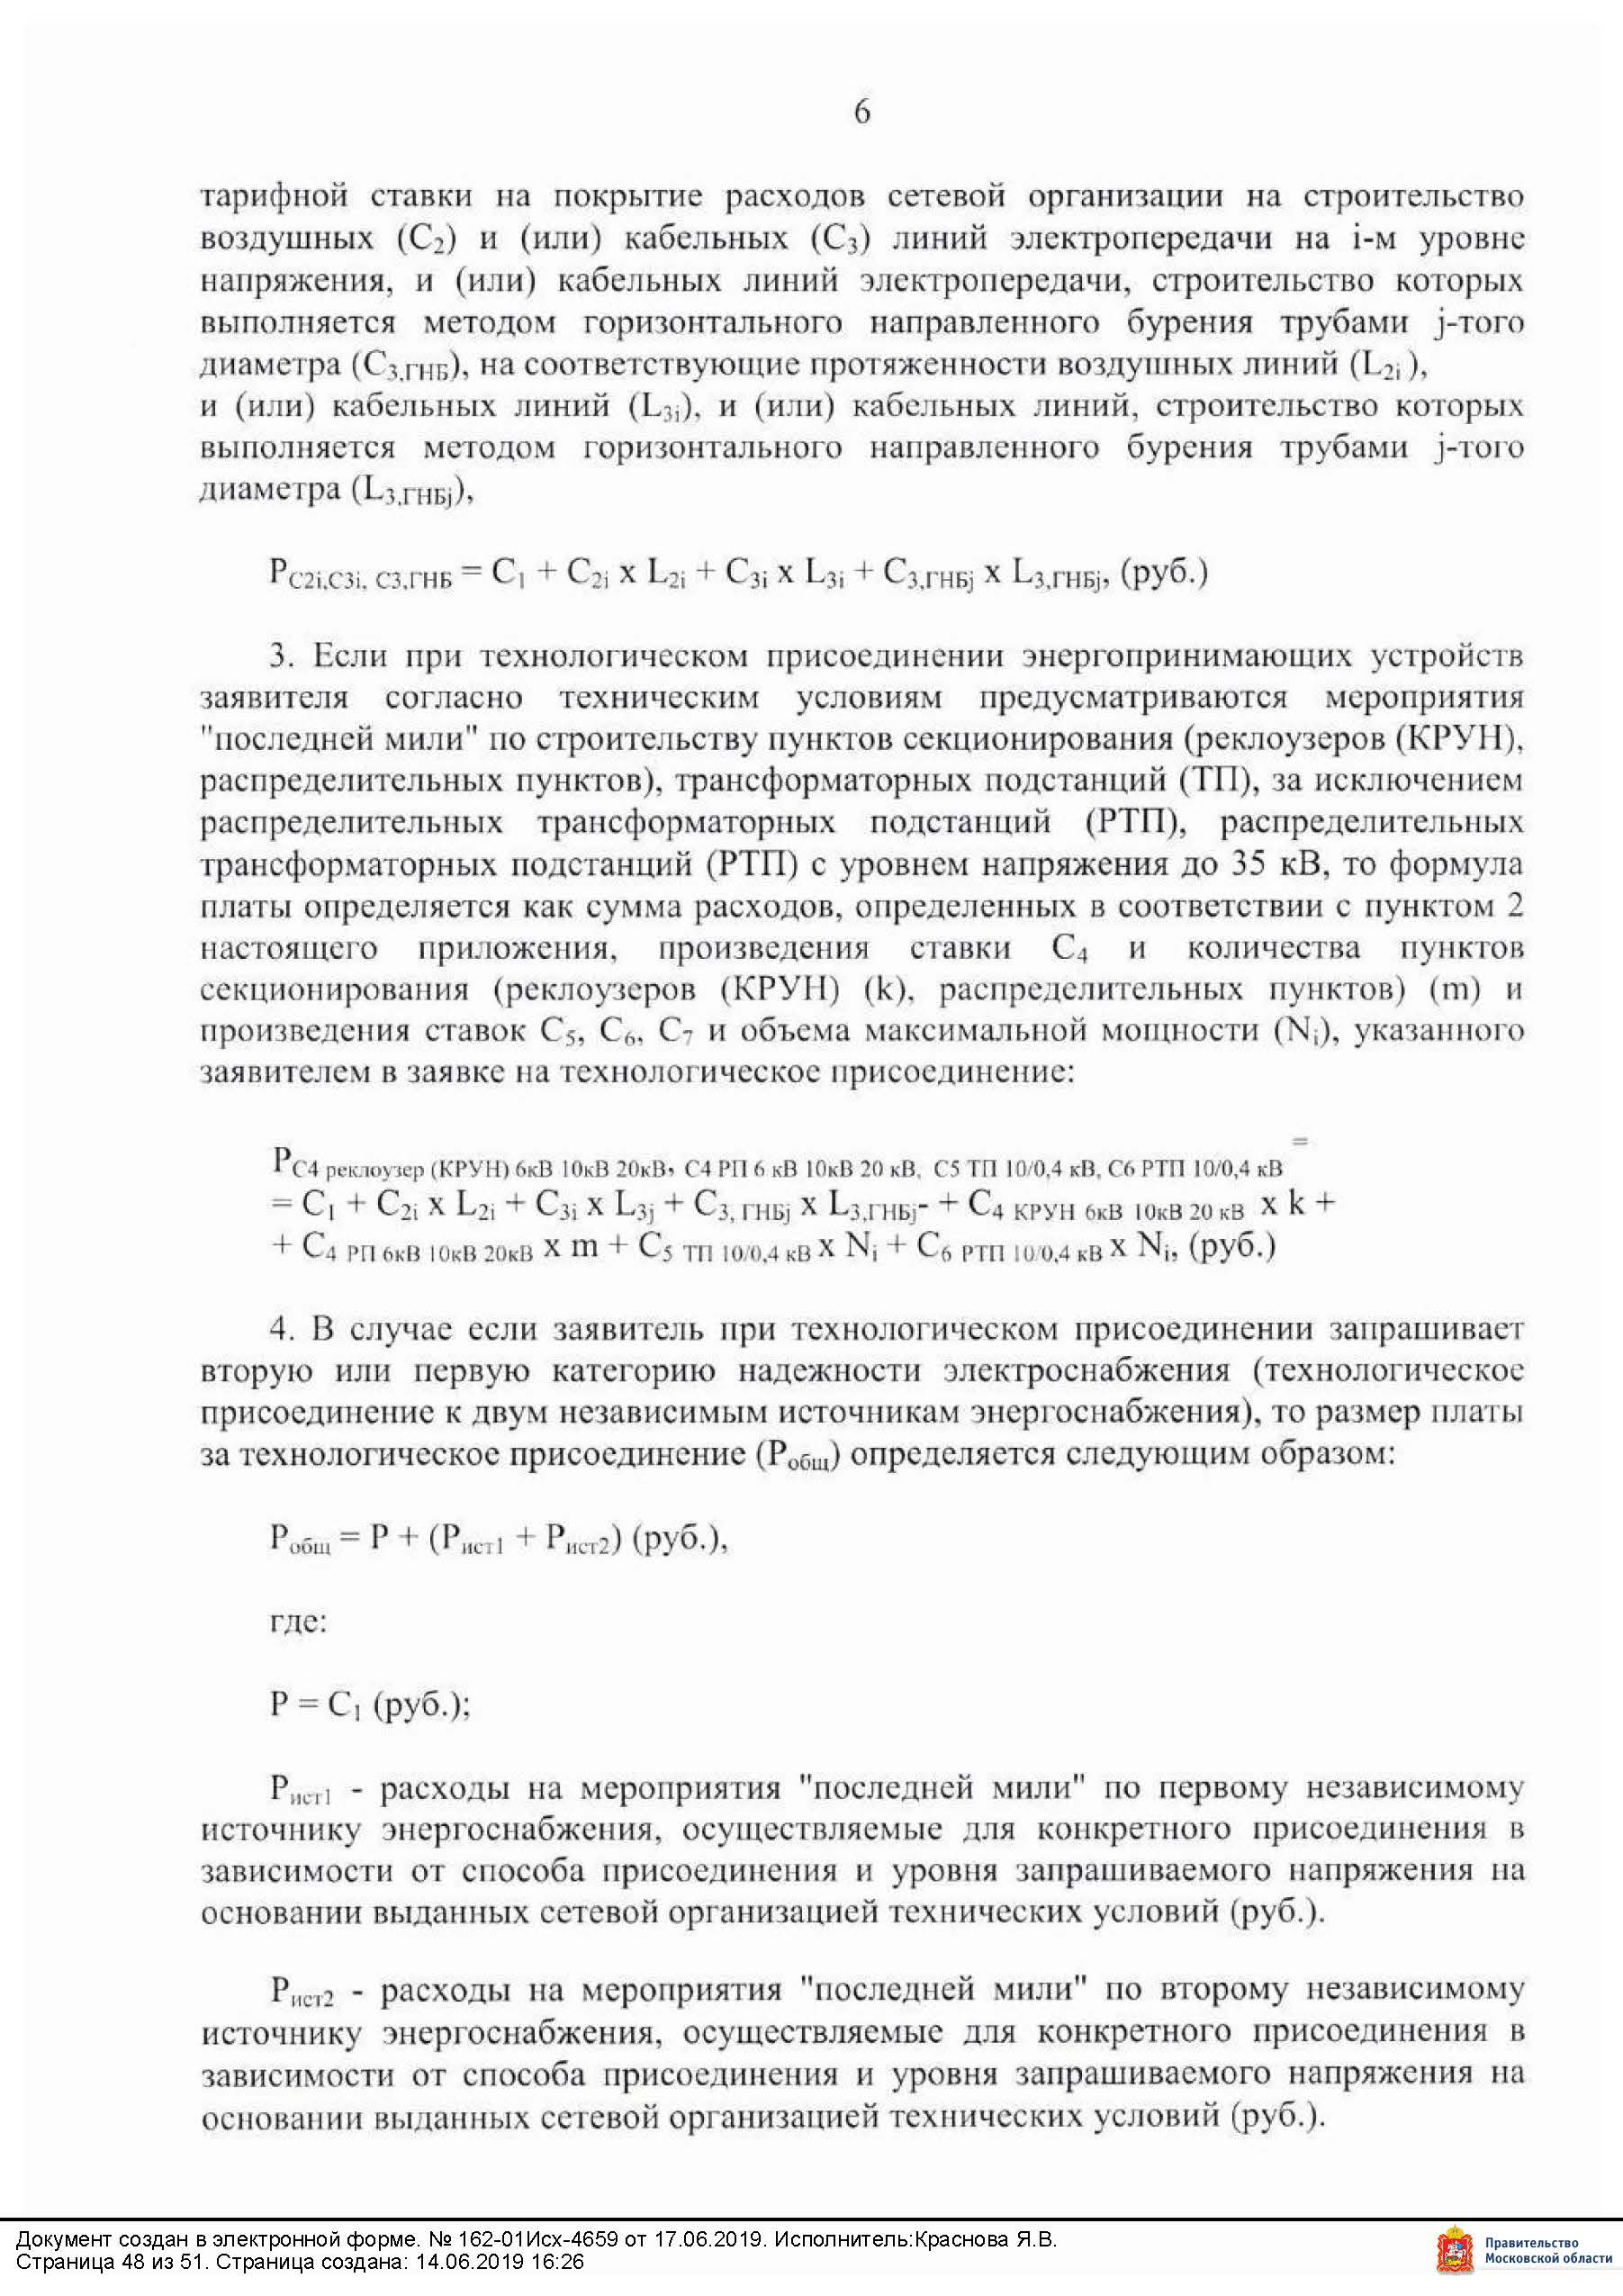 6
тарифной ставки на покрытие расходов сетевой организации на строительство
воздушных (C₂) и (или) кабельных (C₃) линий электропередачи на i-м уровне
напряжения, и (или) кабельных линий электропередачи, строительство которых
выполняется методом горизонтального направленного бурения трубами j-того
диаметра (C₃.ГНБ), на соответствующие протяженности воздушных линий (L₂ᵢ ),
и (или) кабельных линий (L₃ᵢ), и (или) кабельных линий, строительство которых
выполняется методом горизонтального направленного бурения трубами j-того
диаметра (L₃,ГНБj),
P C2i,C3i, C3,ГНБ = C₁ + C₂ᵢ x L₂ᵢ + C₃ᵢ x L₃ᵢ + C₃,ГНБj x L₃,ГНБj, (руб.)
3. Если при технологическом присоединении энергопринимающих устройств
заявителя согласно техническим условиям предусматриваются мероприятия
"последней мили" по строительству пунктов секционирования (реклоузеров (КРУН),
распределительных пунктов), трансформаторных подстанций (ТП), за исключением
распределительных трансформаторных подстанций (РТП), распределительных
трансформаторных подстанций (РТП) с уровнем напряжения до 35 кВ, то формула
платы определяется как сумма расходов, определенных в соответствии с пунктом 2
настоящего приложения, произведения ставки C₄ и количества пунктов
секционирования (реклоузеров (КРУН) (k), распределительных пунктов) (m) и
произведения ставок C₅, C₆, C₇ и объема максимальной мощности (Nᵢ), указанного
заявителем в заявке на технологическое присоединение:
P C4 реклоузер (КРУН) 6кВ 10кВ 20кВ, C4 РП 6 кВ 10кВ 20 кВ, C5 ТП 10/0,4 кВ, C6 РТП 10/0,4 кВ =
= C₁ + C₂ᵢ x L₂ᵢ + C₃ᵢ x L₃j + C₃, ГНБj x L₃,ГНБj- + C₄ КРУН 6кВ 10кВ 20 кВ x k +
+ C₄ РП 6кВ 10кВ 20кВ x m + C₅ ТП 10/0,4 кВ x Nᵢ + C₆ РТП 10/0,4 кВ x Nᵢ, (руб.)
4. В случае если заявитель при технологическом присоединении запрашивает
вторую или первую категорию надежности электроснабжения (технологическое
присоединение к двум независимым источникам энергоснабжения), то размер платы
за технологическое присоединение (Pобщ) определяется следующим образом:
Pобщ = P + (Pист1 + Pист2) (руб.),
где:
P = C₁ (руб.);
Pист1 - расходы на мероприятия "последней мили" по первому независимому
источнику энергоснабжения, осуществляемые для конкретного присоединения в
зависимости от способа присоединения и уровня запрашиваемого напряжения на
основании выданных сетевой организацией технических условий (руб.).
Pист2 - расходы на мероприятия "последней мили" по второму независимому
источнику энергоснабжения, осуществляемые для конкретного присоединения в
зависимости от способа присоединения и уровня запрашиваемого напряжения на
основании выданных сетевой организацией технических условий (руб.).
Документ создан в электронной форме. № 162-01Исх-4659 от 17.06.2019. Исполнитель:Краснова Я.В.
Страница 48 из 51. Страница создана: 14.06.2019 16:26
Правительство
Московской области